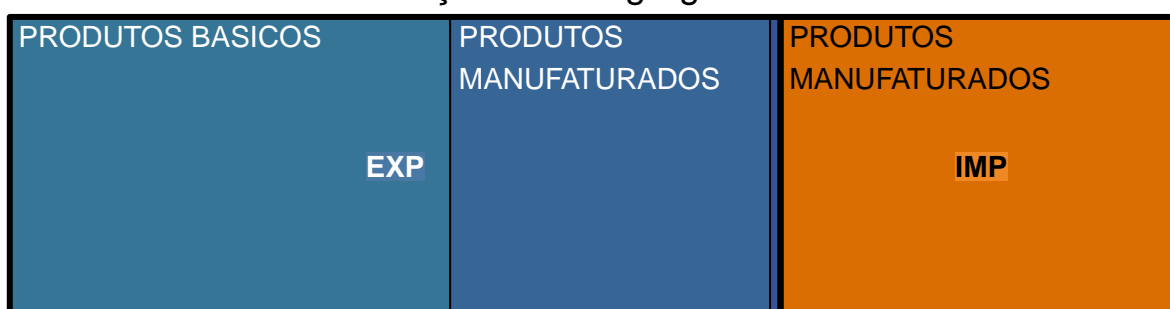 PRODUTOS BASICOS
PRODUTOS
MANUFATURADOS
PRODUTOS
MANUFATURADOS
EXP
IMP